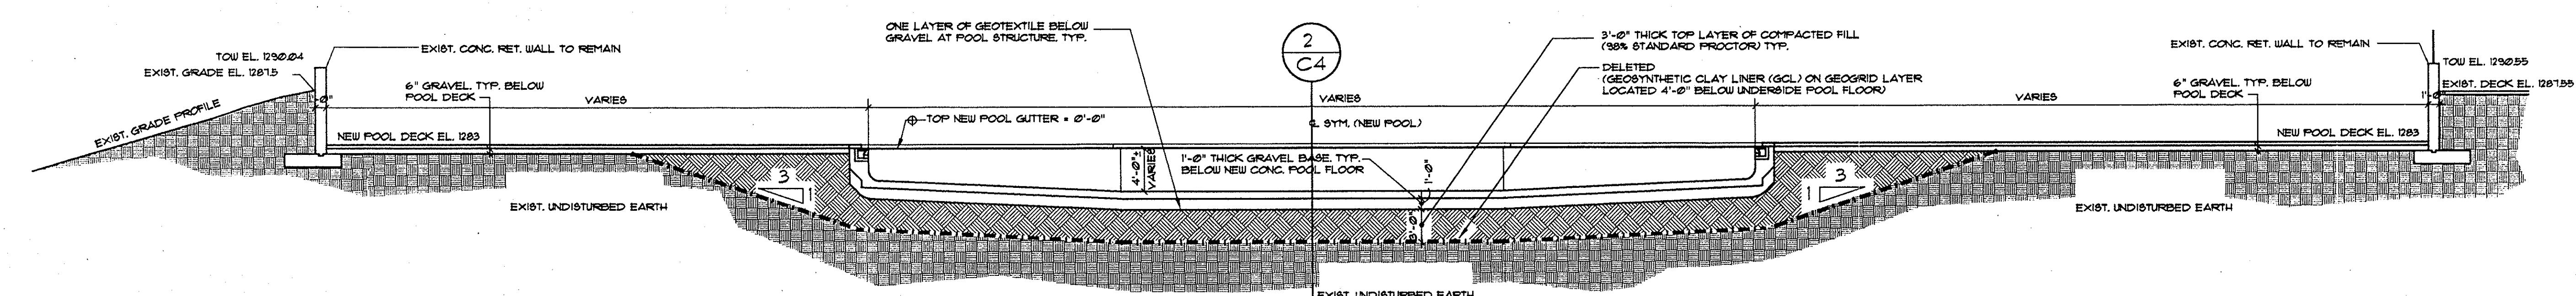 ONE LAYER OF GEOTEXTILE BELOW
GRAVEL AT POOL STRUCTURE, TYP.
2
C4
3'-0" THICK TOP LAYER OF COMPACTED FILL
(98% STANDARD PROCTOR) TYP.
DELETED
(GEOSYNTHETIC CLAY LINER (GCL) ON GEOGRID LAYER
LOCATED 4'-0" BELOW UNDERSIDE POOL FLOOR)
TOW EL. 1290.04
EXIST. CONC. RET. WALL TO REMAIN
EXIST. GRADE EL. 1287.5
EXIST. GRADE PROFILE
1'-0"
6" GRAVEL, TYP. BELOW
POOL DECK
VARIES
VARIES
VARIES
EXIST. CONC. RET. WALL TO REMAIN
TOW EL. 1290.55
6" GRAVEL, TYP. BELOW
POOL DECK
1'-0"
EXIST. DECK EL. 1287.55
NEW POOL DECK EL. 1283
TOP NEW POOL GUTTER = 0'-0"
℄ SYM. (NEW POOL)
NEW POOL DECK EL. 1283
4'-0"±
VARIES
1'-0" THICK GRAVEL BASE, TYP.
BELOW NEW CONC. POOL FLOOR
1'-0"
3'-0"
3
1
3
1
EXIST. UNDISTURBED EARTH
EXIST. UNDISTURBED EARTH
EXIST. UNDISTURBED EARTH